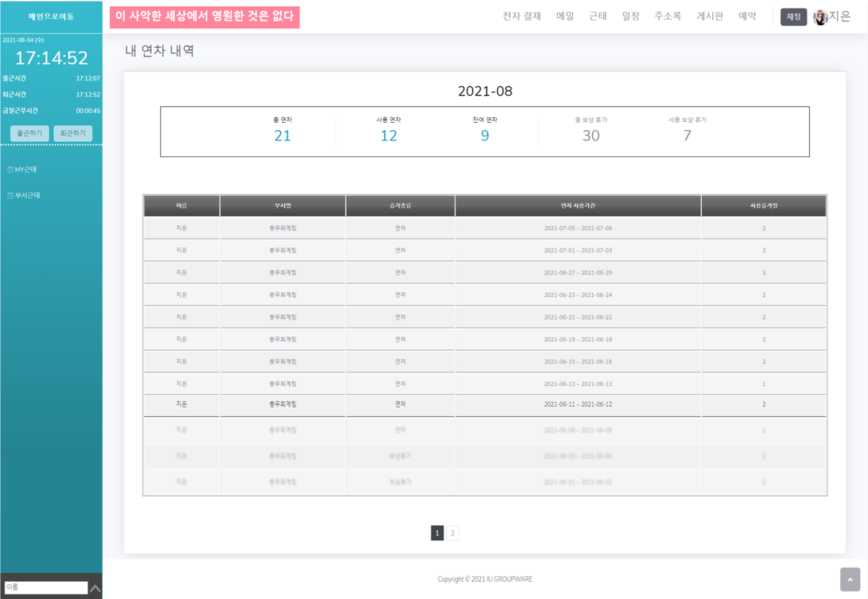 메인으로이동
이 사악한 세상에서 영원한 것은 없다
전자 결재 메일 근태 일정 주소록 게시판 예약 채팅 지은
2021-08-04 (수)
17:14:52
출근시간 17:12:07
퇴근시간 17:12:52
금일근무시간 00:00:45
출근하기 퇴근하기
MY근태
부서근태
내 연차 내역
2021-08
총 연차 사용 연차 잔여 연차 총 보상 휴가 사용 보상 휴가
21 12 9 30 7
이름 부서명 휴가종류 연차 사용기간 사용휴가일
지은 총무회계팀 연차 2021-07-05 ~ 2021-07-06 2
지은 총무회계팀 연차 2021-07-01 ~ 2021-07-03 3
지은 총무회계팀 연차 2021-06-27 ~ 2021-06-29 3
지은 총무회계팀 연차 2021-06-23 ~ 2021-06-24 2
지은 총무회계팀 연차 2021-06-21 ~ 2021-06-22 2
지은 총무회계팀 연차 2021-06-18 ~ 2021-06-19 2
지은 총무회계팀 연차 2021-06-15 ~ 2021-06-16 2
지은 총무회계팀 연차 2021-06-13 ~ 2021-06-13 1
지은 총무회계팀 연차 2021-06-11 ~ 2021-06-12 2
지은 총무회계팀 연차 2
지은 총무회계팀 보상휴가 2
지은 총무회계팀 보상휴가 2021-06-01 ~ 2021-06-02 2
1 2
이름
Copyright © 2021 IU GROUPWARE